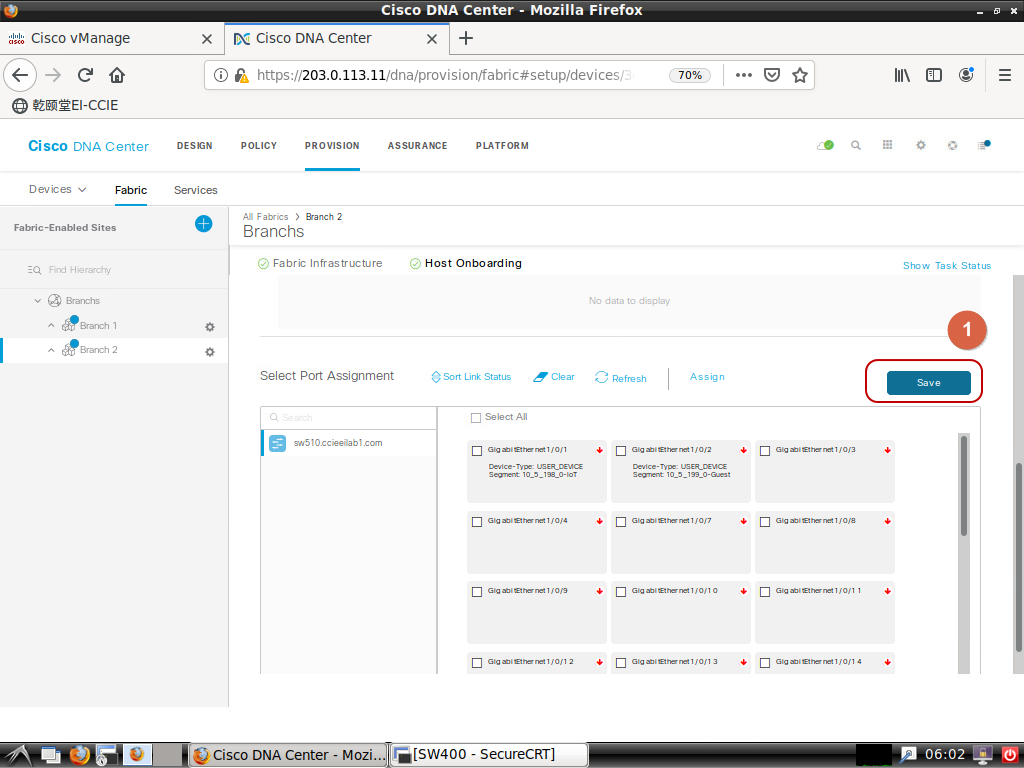 Cisco DNA Center - Mozilla Firefox
Cisco vManage
Cisco DNA Center
https://203.0.113.11/dna/provision/fabric#setup/devices/3
70%
乾颐堂EI-CCIE
Cisco DNA Center
DESIGN
POLICY
PROVISION
ASSURANCE
PLATFORM
Devices
Fabric
Services
Fabric-Enabled Sites
Find Hierarchy
Branchs
Branch 1
Branch 2
All Fabrics > Branch 2
Branchs
Fabric Infrastructure
Host Onboarding
Show Task Status
No data to display
1
Select Port Assignment
Sort Link Status
Clear
Refresh
Assign
Save
Search
sw510.ccieeilab1.com
Select All
GigabitEthernet1/0/1
Device-Type: USER_DEVICE
Segment: 10_5_198_0-IoT
GigabitEthernet1/0/2
Device-Type: USER_DEVICE
Segment: 10_5_199_0-Guest
GigabitEthernet1/0/3
GigabitEthernet1/0/4
GigabitEthernet1/0/7
GigabitEthernet1/0/8
GigabitEthernet1/0/9
GigabitEthernet1/0/10
GigabitEthernet1/0/11
GigabitEthernet1/0/12
GigabitEthernet1/0/13
GigabitEthernet1/0/14
Cisco DNA Center - Mozi...
[SW400 - SecureCRT]
06:02